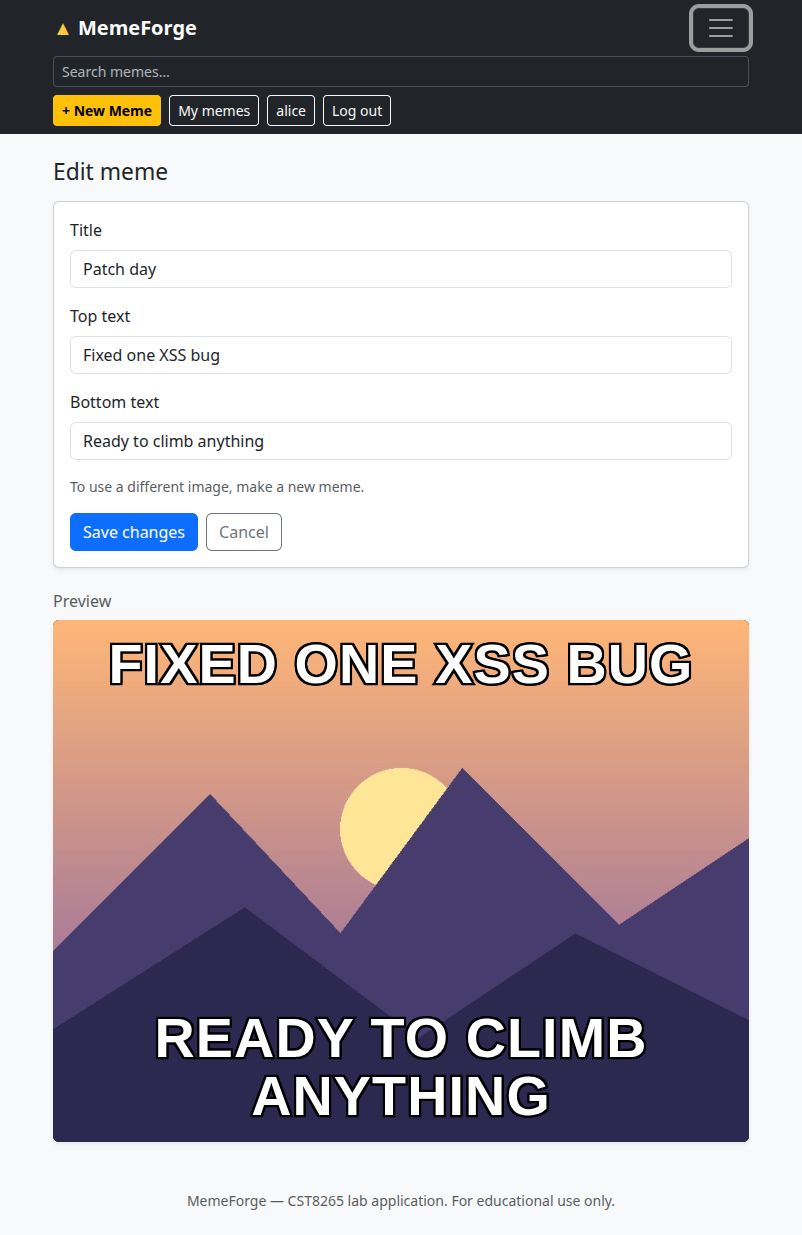 ▲ MemeForge
Search memes...
+ New Meme My memes alice Log out
Edit meme
Title
Patch day
Top text
Fixed one XSS bug
Bottom text
Ready to climb anything
To use a different image, make a new meme.
Save changes Cancel
Preview
FIXED ONE XSS BUG
READY TO CLIMB
ANYTHING
MemeForge — CST8265 lab application. For educational use only.